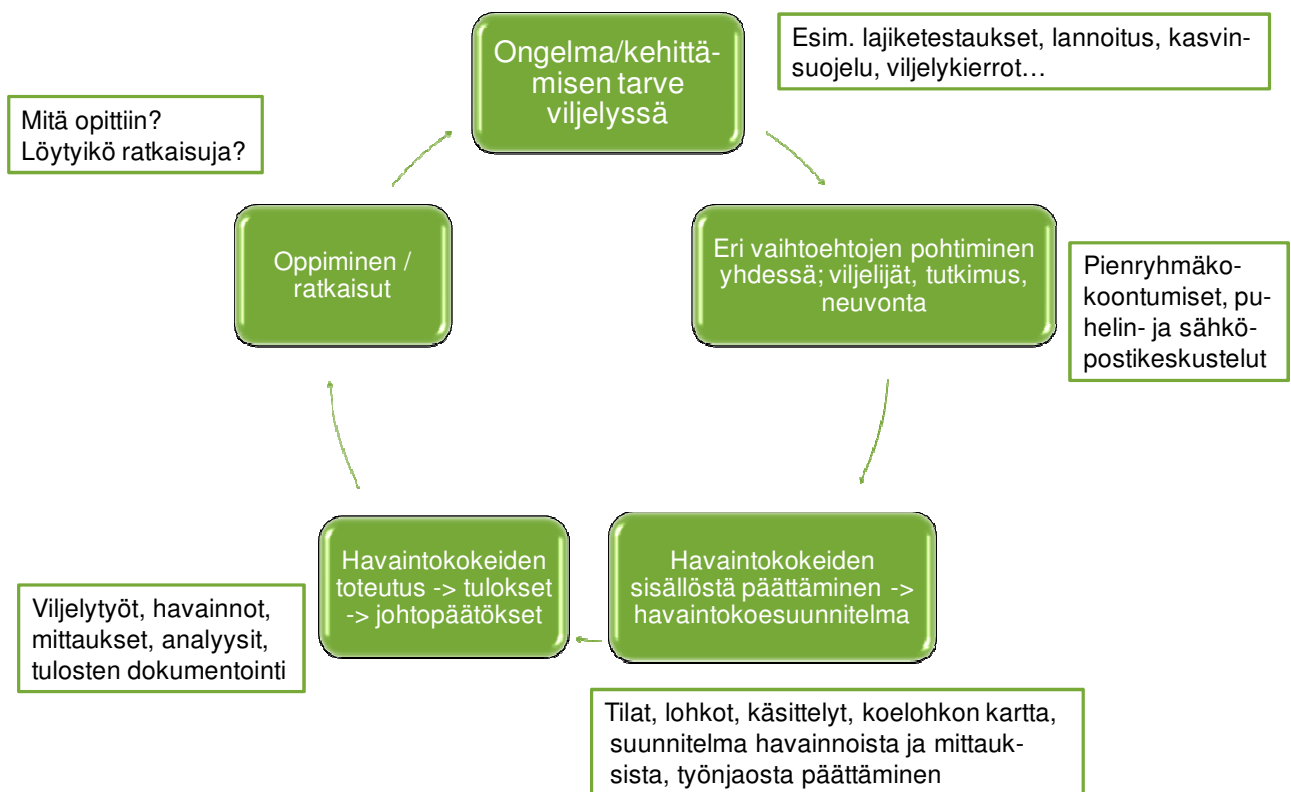 Ongelma/kehittä-
misen tarve
viljelyssä
Esim. lajiketestaukset, lannoitus, kasvin-
suojelu, viljelykierrot…
Eri vaihtoehtojen pohtiminen
yhdessä; viljelijät, tutkimus,
neuvonta
Pienryhmäko-
koontumiset, pu-
helin- ja sähkö-
postikeskustelut
Havaintokokeiden
sisällöstä päättäminen ->
havaintokoesuunnitelma
Tilat, lohkot, käsittelyt, koelohkon kartta,
suunnitelma havainnoista ja mittauk-
sista, työnjaosta päättäminen
Havaintokokeiden
toteutus -> tulokset
-> johtopäätökset
Viljelytyöt, havainnot,
mittaukset, analyysit,
tulosten dokumentointi
Oppiminen /
ratkaisut
Mitä opittiin?
Löytyikö ratkaisuja?